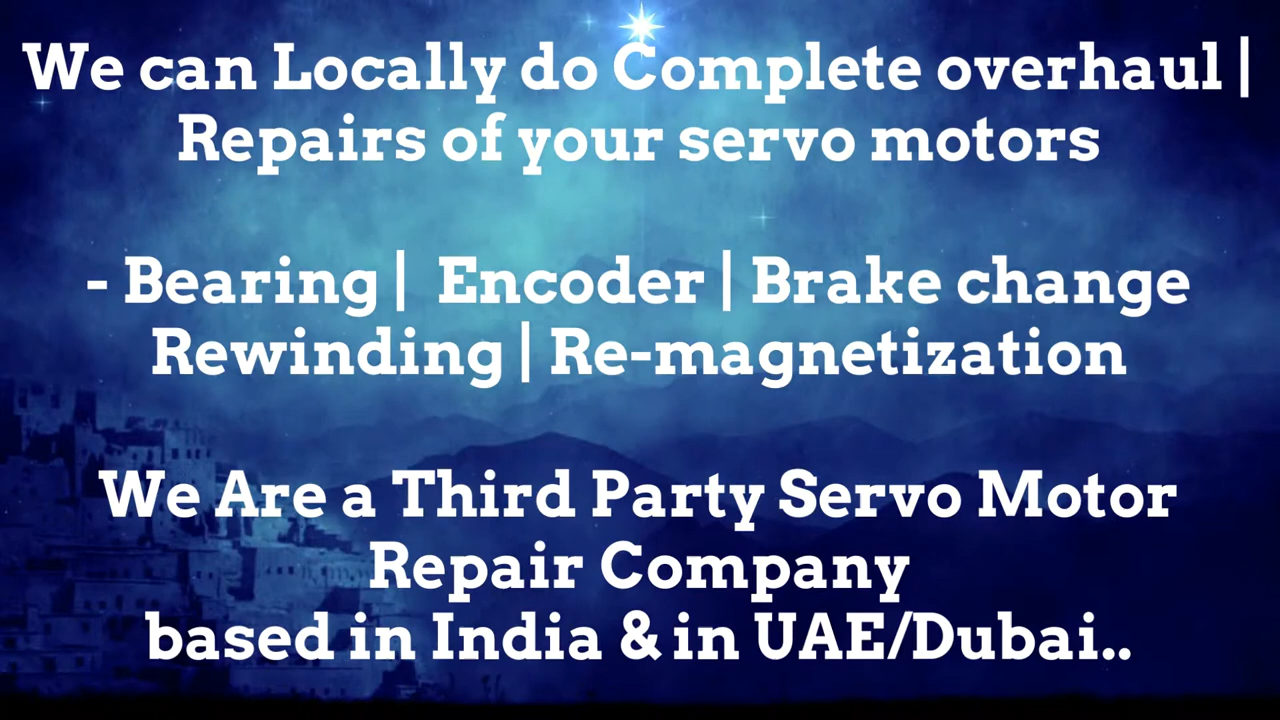 We can Locally do Complete overhaul |
Repairs of your servo motors
- Bearing | Encoder | Brake change
Rewinding | Re-magnetization
We Are a Third Party Servo Motor
Repair Company
based in India & in UAE/Dubai..